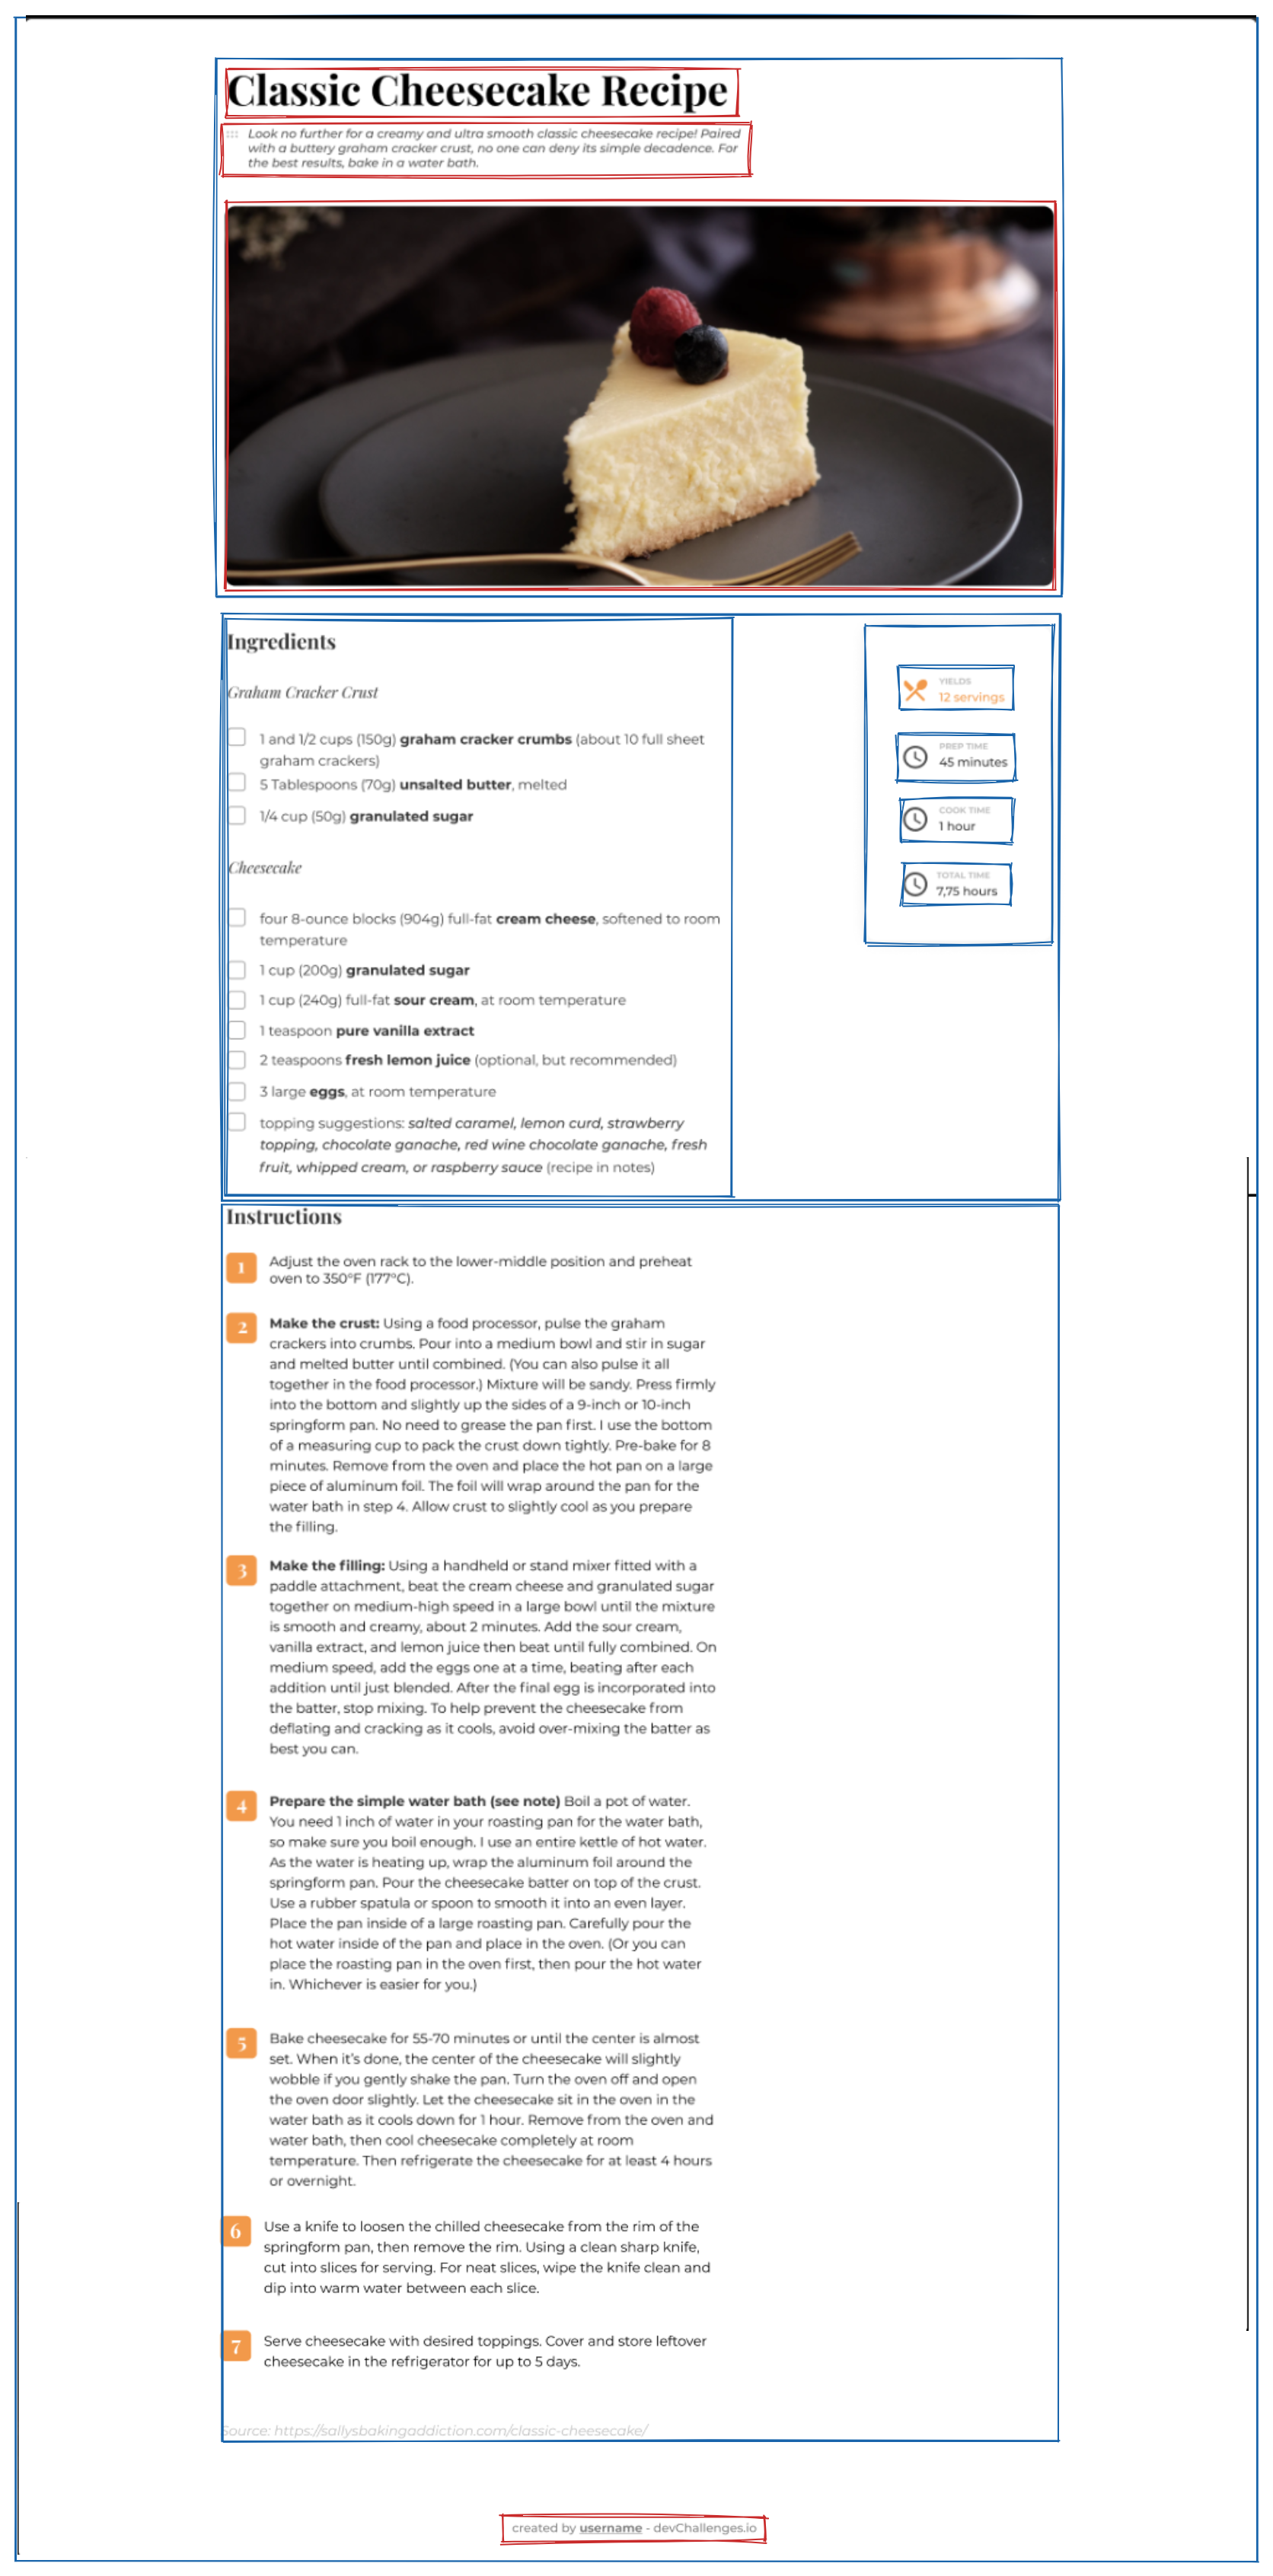 Classic Cheesecake Recipe
Look no further for a creamy and ultra smooth classic cheesecake recipe! Paired
with a buttery graham cracker crust, no one can deny its simple decadence. For
the best results, bake in a water bath.
Ingredients
Graham Cracker Crust
1 and 1/2 cups (150g) graham cracker crumbs (about 10 full sheet
graham crackers)
5 Tablespoons (70g) unsalted butter, melted
1/4 cup (50g) granulated sugar
Cheesecake
four 8-ounce blocks (904g) full-fat cream cheese, softened to room
temperature
1 cup (200g) granulated sugar
1 cup (240g) full-fat sour cream, at room temperature
1 teaspoon pure vanilla extract
2 teaspoons fresh lemon juice (optional, but recommended)
3 large eggs, at room temperature
topping suggestions: salted caramel, lemon curd, strawberry
topping, chocolate ganache, red wine chocolate ganache, fresh
fruit, whipped cream, or raspberry sauce (recipe in notes)
YIELDS
12 servings
PREP TIME
45 minutes
COOK TIME
1 hour
TOTAL TIME
7,75 hours
Instructions
1 Adjust the oven rack to the lower-middle position and preheat
oven to 350°F (177°C).
2 Make the crust: Using a food processor, pulse the graham
crackers into crumbs. Pour into a medium bowl and stir in sugar
and melted butter until combined. (You can also pulse it all
together in the food processor.) Mixture will be sandy. Press firmly
into the bottom and slightly up the sides of a 9-inch or 10-inch
springform pan. No need to grease the pan first. I use the bottom
of a measuring cup to pack the crust down tightly. Pre-bake for 8
minutes. Remove from the oven and place the hot pan on a large
piece of aluminum foil. The foil will wrap around the pan for the
water bath in step 4. Allow crust to slightly cool as you prepare
the filling.
3 Make the filling: Using a handheld or stand mixer fitted with a
paddle attachment, beat the cream cheese and granulated sugar
together on medium-high speed in a large bowl until the mixture
is smooth and creamy, about 2 minutes. Add the sour cream,
vanilla extract, and lemon juice then beat until fully combined. On
medium speed, add the eggs one at a time, beating after each
addition until just blended. After the final egg is incorporated into
the batter, stop mixing. To help prevent the cheesecake from
deflating and cracking as it cools, avoid over-mixing the batter as
best you can.
4 Prepare the simple water bath (see note) Boil a pot of water.
You need 1 inch of water in your roasting pan for the water bath,
so make sure you boil enough. I use an entire kettle of hot water.
As the water is heating up, wrap the aluminum foil around the
springform pan. Pour the cheesecake batter on top of the crust.
Use a rubber spatula or spoon to smooth it into an even layer.
Place the pan inside of a large roasting pan. Carefully pour the
hot water inside of the pan and place in the oven. (Or you can
place the roasting pan in the oven first, then pour the hot water
in. Whichever is easier for you.)
5 Bake cheesecake for 55-70 minutes or until the center is almost
set. When it's done, the center of the cheesecake will slightly
wobble if you gently shake the pan. Turn the oven off and open
the oven door slightly. Let the cheesecake sit in the oven in the
water bath as it cools down for 1 hour. Remove from the oven and
water bath, then cool cheesecake completely at room
temperature. Then refrigerate the cheesecake for at least 4 hours
or overnight.
6 Use a knife to loosen the chilled cheesecake from the rim of the
springform pan, then remove the rim. Using a clean sharp knife,
cut into slices for serving. For neat slices, wipe the knife clean and
dip into warm water between each slice.
7 Serve cheesecake with desired toppings. Cover and store leftover
cheesecake in the refrigerator for up to 5 days.
Source: https://sallysbakingaddiction.com/classic-cheesecake/
created by username - devChallenges.io